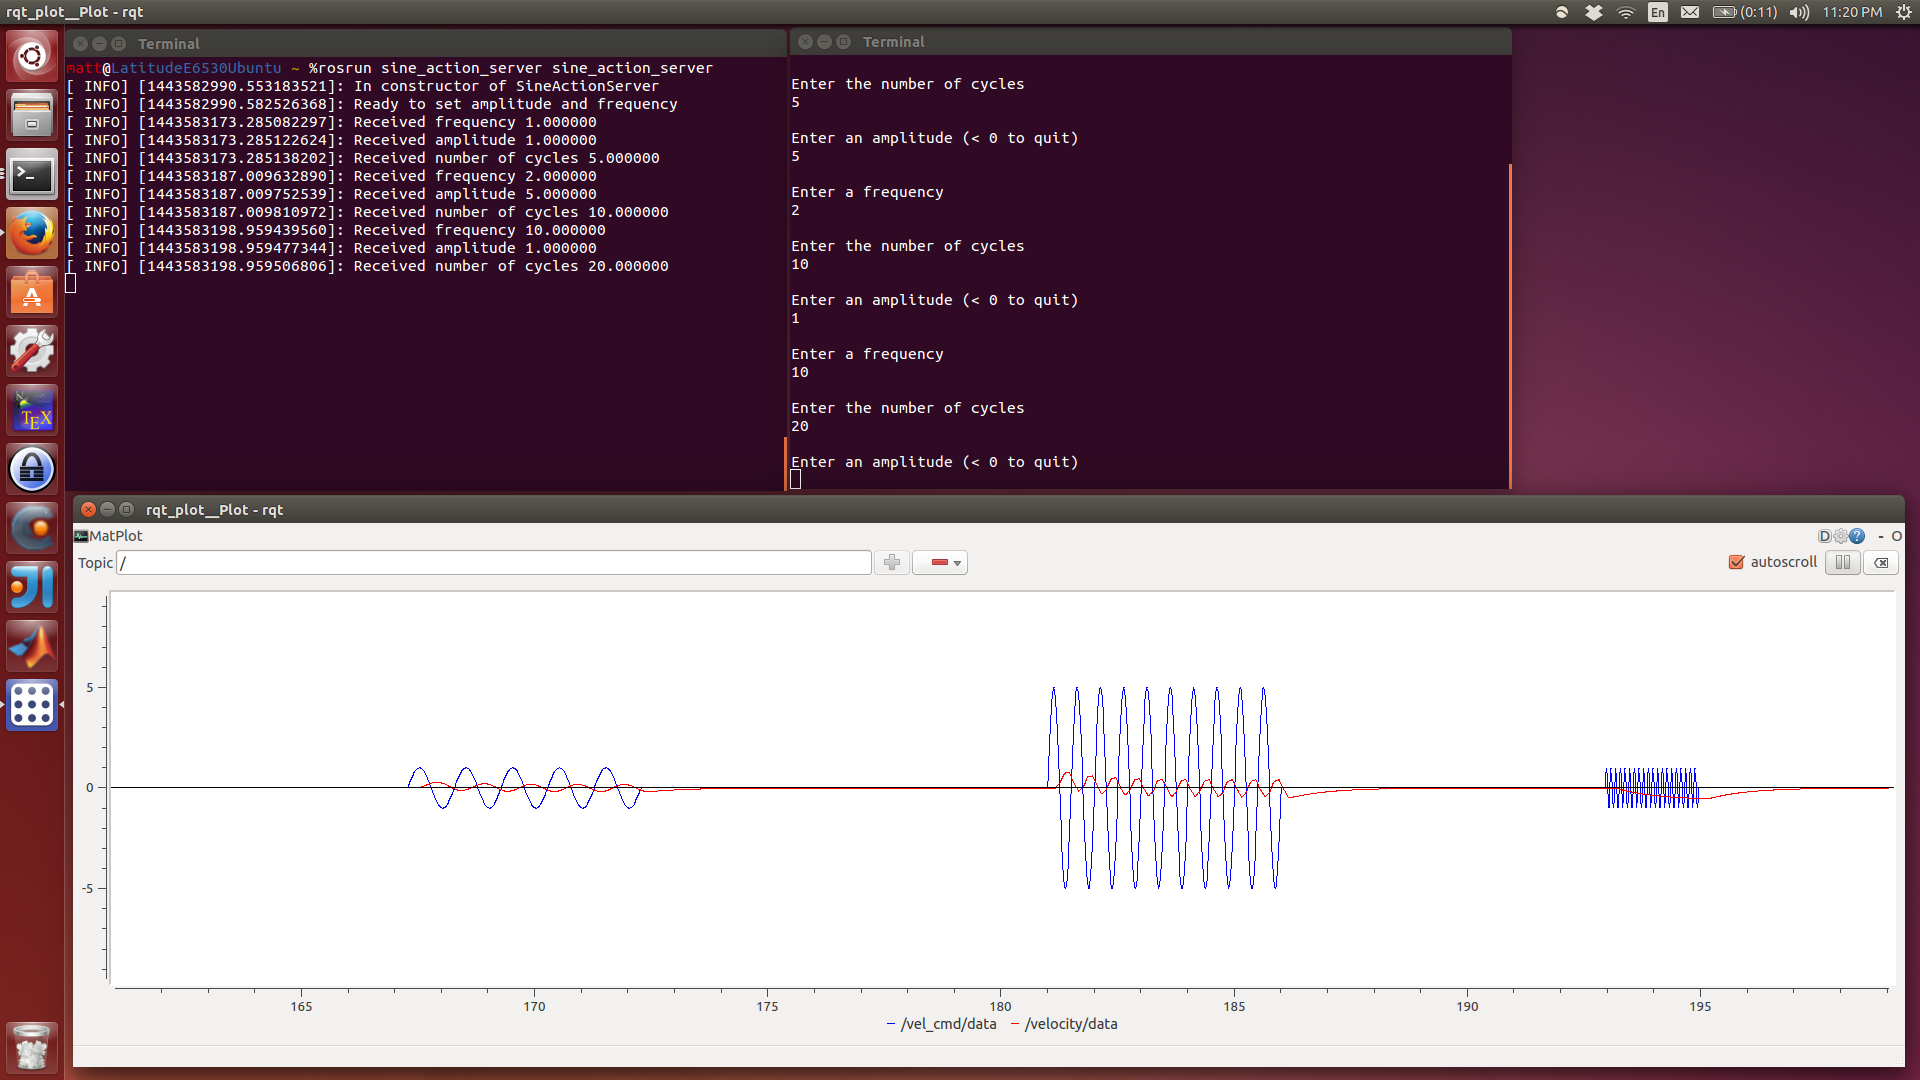 rqt_plot__Plot - rqt
En
(0:11)
11:20 PM
Terminal
matt@LatitudeE6530Ubuntu ~ %rosrun sine_action_server sine_action_server
[ INFO] [1443582990.553183521]: In constructor of SineActionServer
[ INFO] [1443582990.582526368]: Ready to set amplitude and frequency
[ INFO] [1443583173.285082297]: Received frequency 1.000000
[ INFO] [1443583173.285122624]: Received amplitude 1.000000
[ INFO] [1443583173.285138202]: Received number of cycles 5.000000
[ INFO] [1443583187.009632890]: Received frequency 2.000000
[ INFO] [1443583187.009752539]: Received amplitude 5.000000
[ INFO] [1443583187.009810972]: Received number of cycles 10.000000
[ INFO] [1443583198.959439560]: Received frequency 10.000000
[ INFO] [1443583198.959477344]: Received amplitude 1.000000
[ INFO] [1443583198.959506806]: Received number of cycles 20.000000
Terminal
Enter the number of cycles
5
Enter an amplitude (< 0 to quit)
5
Enter a frequency
2
Enter the number of cycles
10
Enter an amplitude (< 0 to quit)
1
Enter a frequency
10
Enter the number of cycles
20
Enter an amplitude (< 0 to quit)
TEX
rqt_plot__Plot - rqt
MatPlot
D ? - O
Topic /
autoscroll
5
0
-5
165 170 175 180 185 190 195
/vel_cmd/data /velocity/data